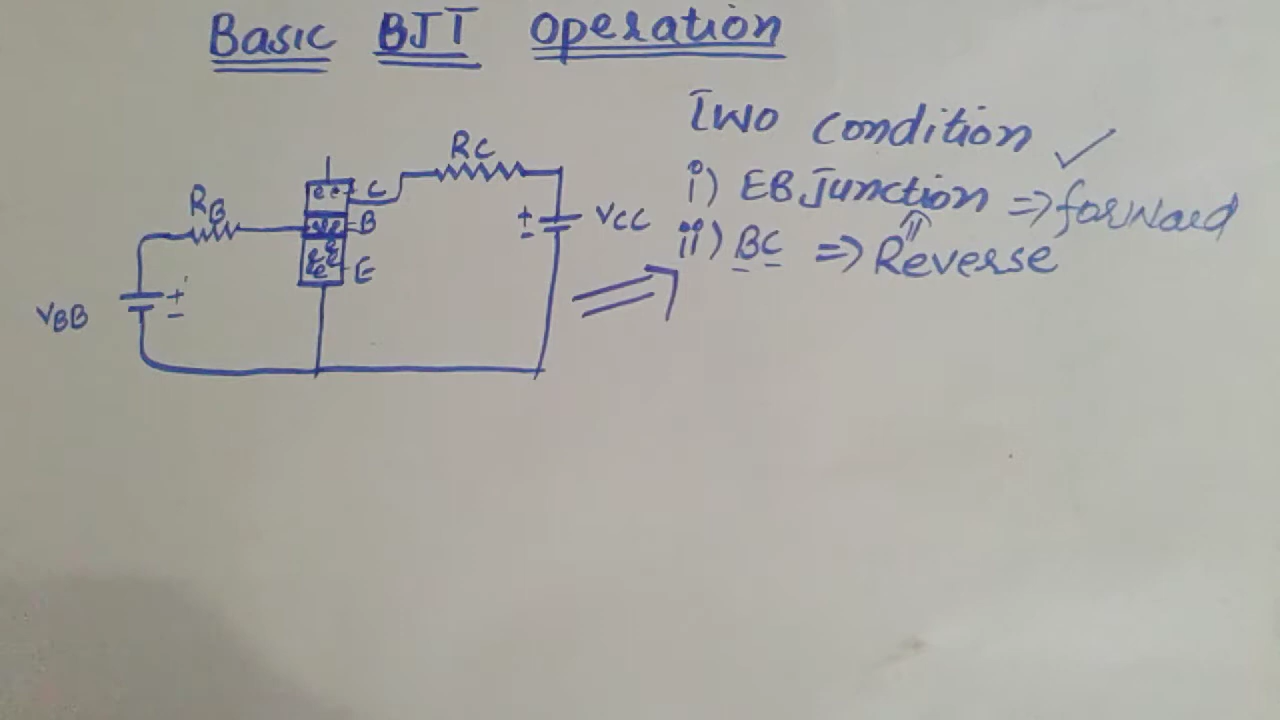 Basic BJT Operation
Two condition
i) EB Junction => forward
ii) BC => Reverse
RC
C
RB
B
+
-
VCC
E
+
-
VBB